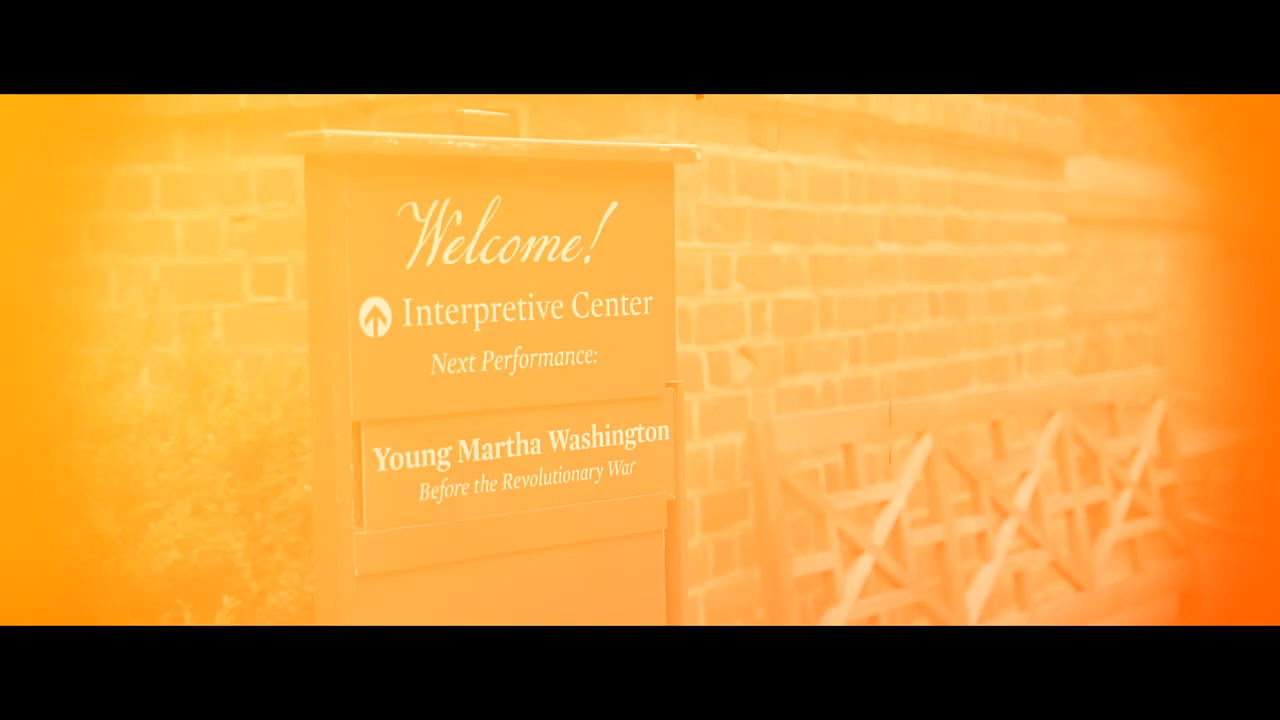 Welcome!
Interpretive Center
Next Performance:
Young Martha Washington
Before the Revolutionary War